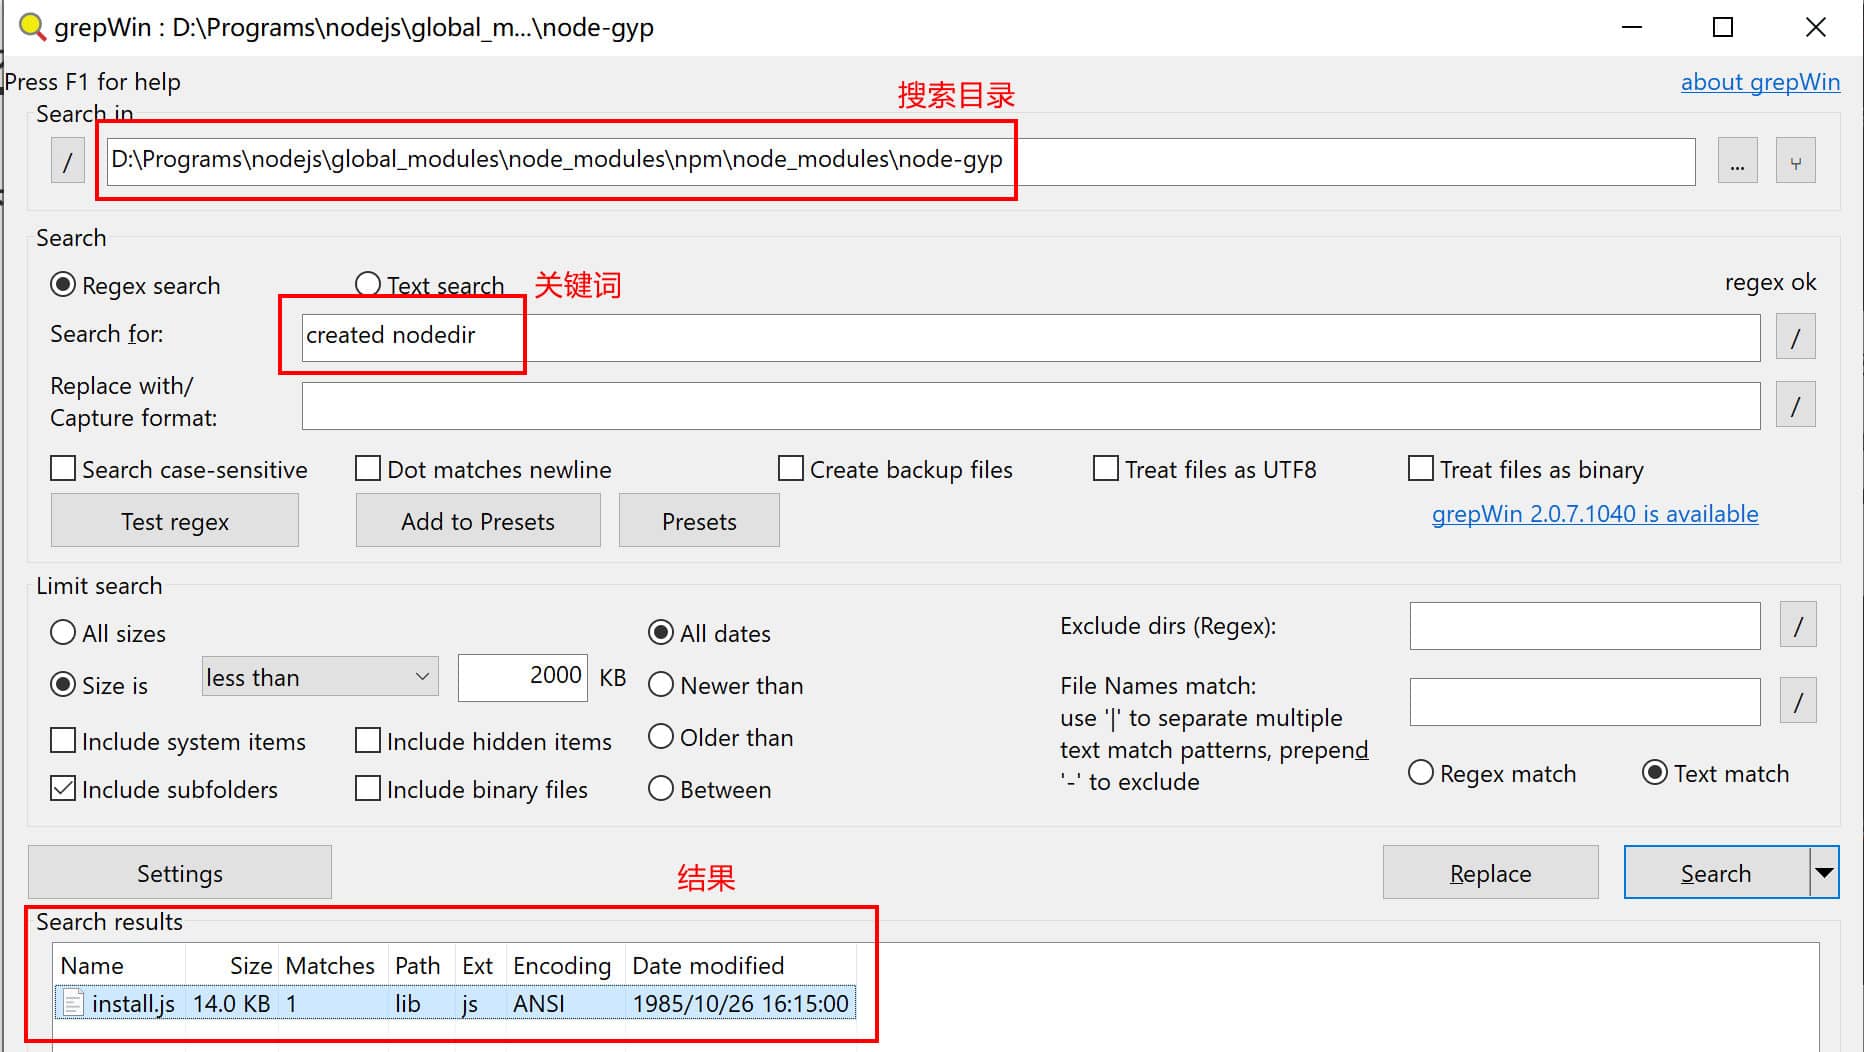 grepWin : D:\Programs\nodejs\global_m...\node-gyp
Press F1 for help
about grepWin
搜索目录
Search in
/
D:\Programs\nodejs\global_modules\node_modules\npm\node_modules\node-gyp
...
Search
Regex search
Text search
关键词
regex ok
Search for:
created nodedir
/
Replace with/
Capture format:
/
Search case-sensitive
Dot matches newline
Create backup files
Treat files as UTF8
Treat files as binary
Test regex
Add to Presets
Presets
grepWin 2.0.7.1040 is available
Limit search
All sizes
All dates
Exclude dirs (Regex):
/
Size is
less than
2000
KB
Newer than
File Names match:
use '|' to separate multiple
text match patterns, prepend
'-' to exclude
/
Include system items
Include hidden items
Older than
Regex match
Text match
Include subfolders
Include binary files
Between
Settings
结果
Replace
Search
Search results
Name Size Matches Path Ext Encoding Date modified
install.js 14.0 KB 1 lib js ANSI 1985/10/26 16:15:00